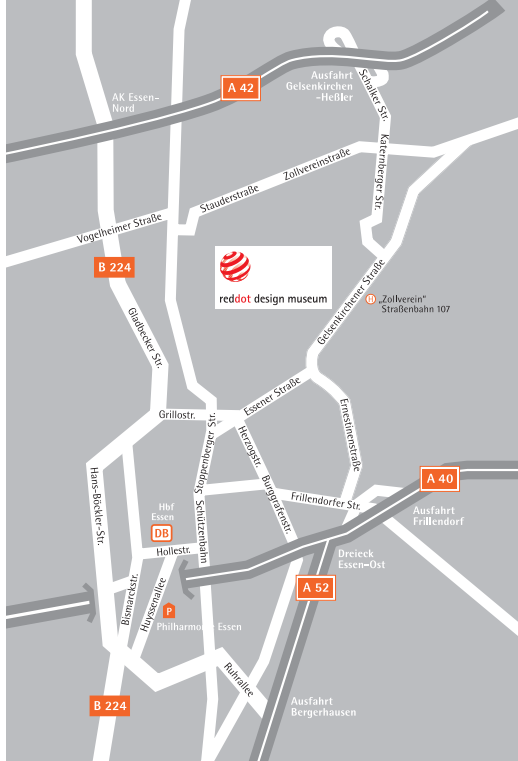 AK Essen-
Nord
A 42
Ausfahrt
Gelsenkirchen
-Heßler
Schalker Str.
Katernberger Str.
Zollvereinstraße
Stauderstraße
Vogelheimer Straße
B 224
reddot design museum
Gelsenkirchener Straße
H
„Zollverein"
Straßenbahn 107
Gladbecker Str.
Grillostr.
Essener Straße
Ernestinenstraße
Stoppenberger Str.
Herzogstr.
Hans-Böckler-Str.
Burggrafenstr.
Frillendorfer Str.
A 40
Ausfahrt
Frillendorf
Hbf
Essen
DB
Schützenbahn
Hollestr.
Dreieck
Essen-Ost
A 52
Bismarckstr.
Huyssenallee
P
Philharmonie Essen
Ruhrallee
B 224
Ausfahrt
Bergerhausen